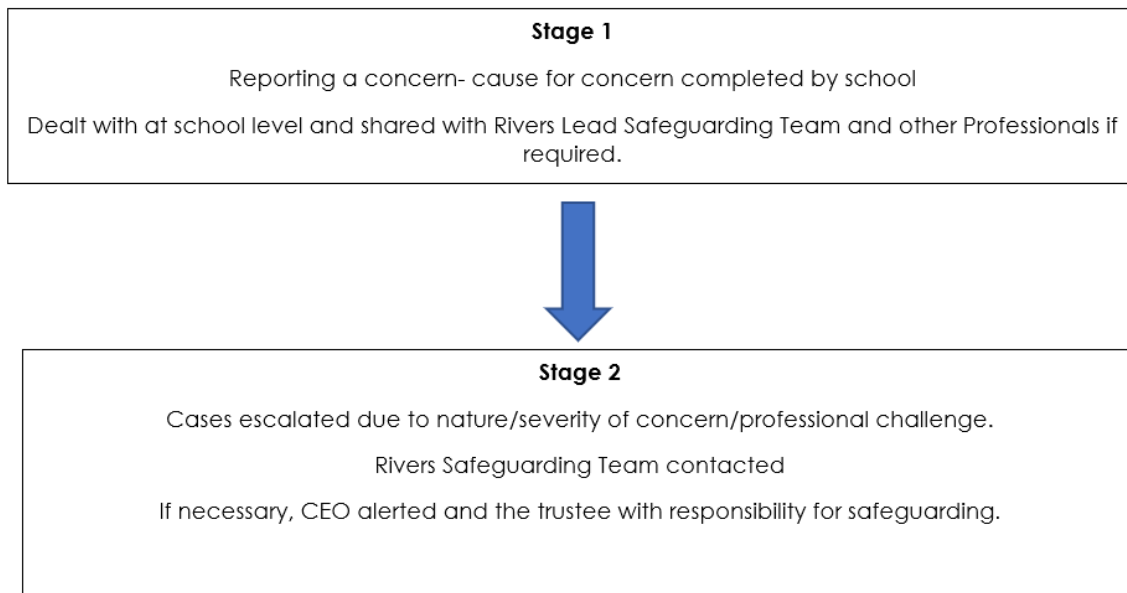 Stage 1
Reporting a concern- cause for concern completed by school
Dealt with at school level and shared with Rivers Lead Safeguarding Team and other Professionals if
required.
Stage 2
Cases escalated due to nature/severity of concern/professional challenge.
Rivers Safeguarding Team contacted
If necessary, CEO alerted and the trustee with responsibility for safeguarding.